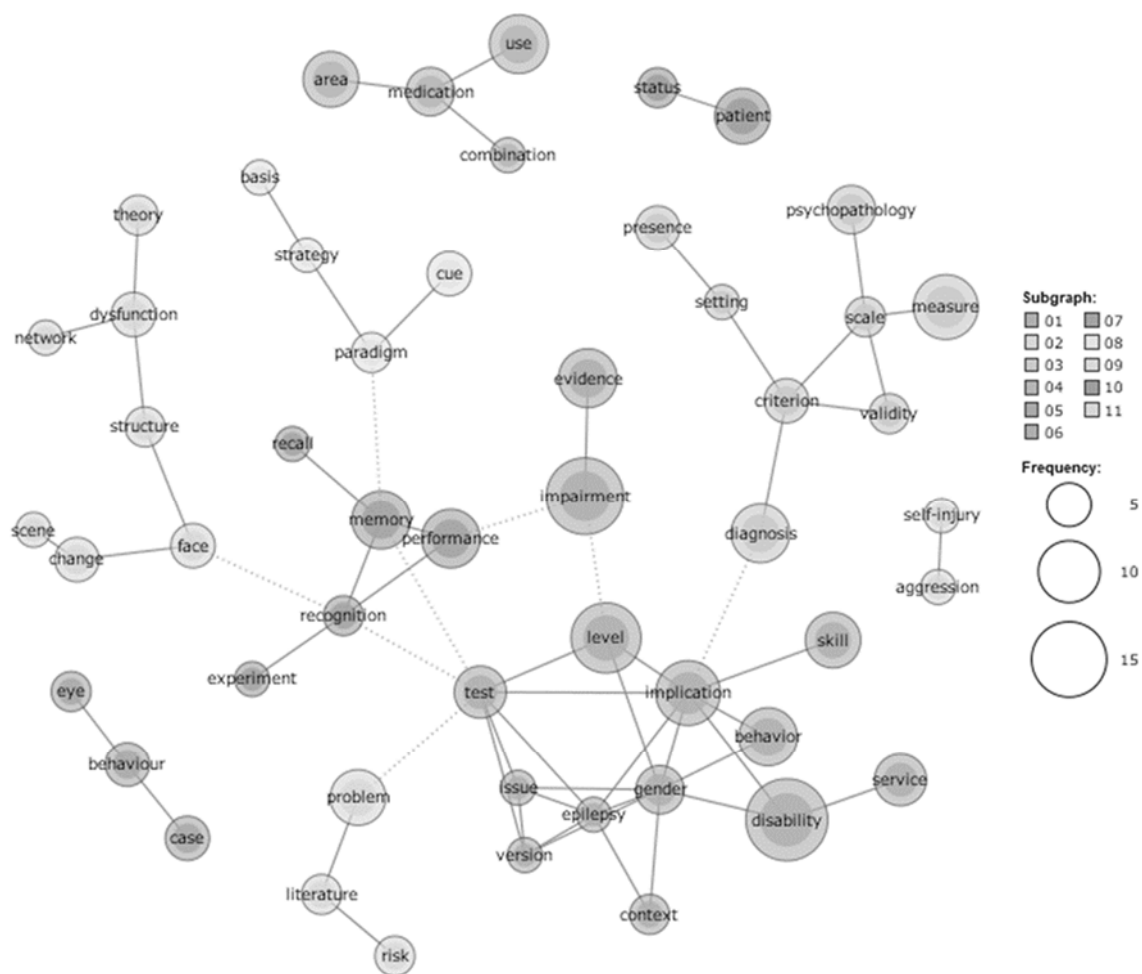 use
area
medication
status
patient
combination
basis
theory
psychopathology
presence
strategy
cue
setting
measure
dysfunction
scale
network
paradigm
evidence
criterion
validity
structure
recall
impairment
memory
performance
diagnosis
scene
change
face
self-injury
aggression
recognition
level
skill
experiment
test
implication
eye
behavior
behaviour
issue
gender
service
problem
epilepsy
disability
case
version
literature
context
risk
Subgraph:
01 07
02 08
03 09
04 10
05 11
06
Frequency:
5
10
15